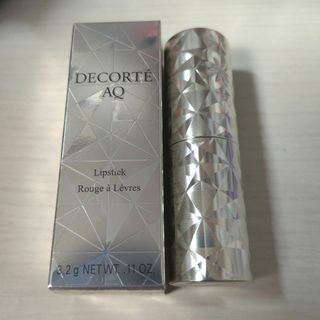 DECORTÉ
AQ
Lipstick
Rouge à Lèvres
3.2 g NET WT. .11 OZ.